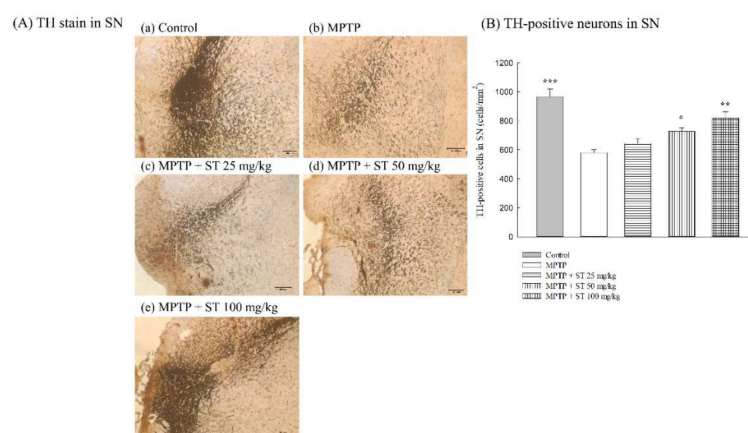 (A) TH stain in SN
(a) Control
(b) MPTP
(c) MPTP + ST 25 mg/kg
(d) MPTP + ST 50 mg/kg
(e) MPTP + ST 100 mg/kg
(B) TH-positive neurons in SN
TH-positive cells in SN (cells/mm²)
1200
1000
800
600
400
200
0
***
*
**
Control
MPTP
MPTP + ST 25 mg/kg
MPTP + ST 50 mg/kg
MPTP + ST 100 mg/kg